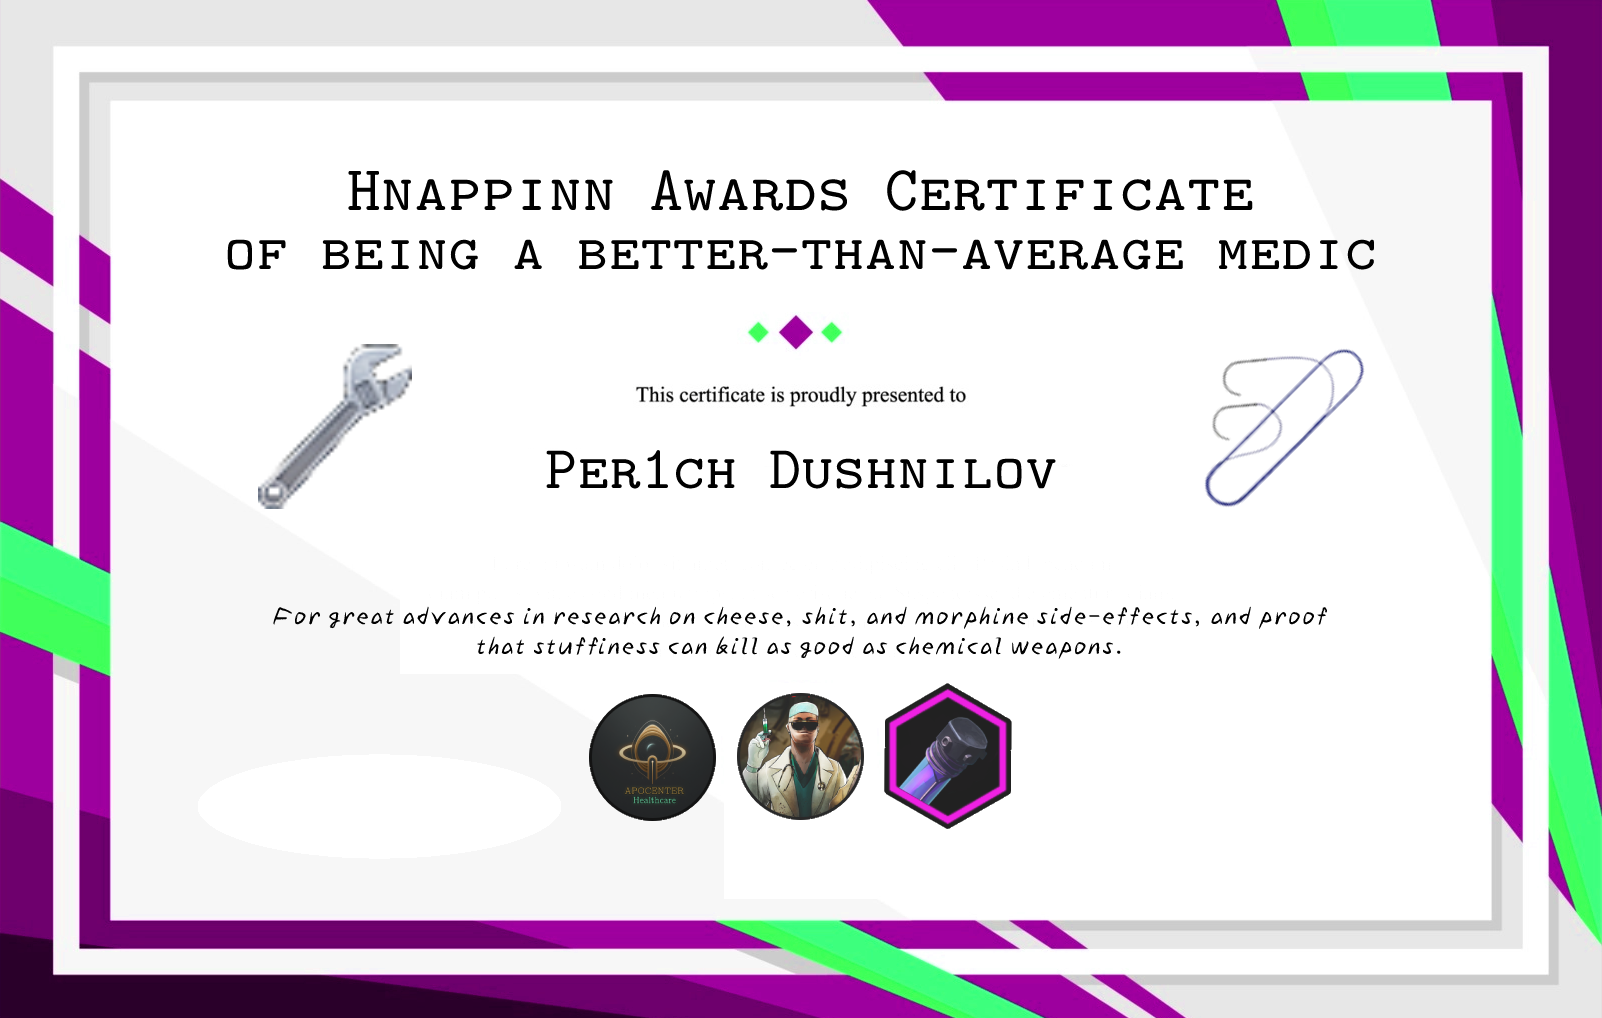 Hnappinn Awards Certificate
of being a better-than-average medic
This certificate is proudly presented to
Per1ch Dushnilov
For great advances in research on cheese, shit, and morphine side-effects, and proof
that stuffiness can kill as good as chemical weapons.
APOCENTER
Healthcare